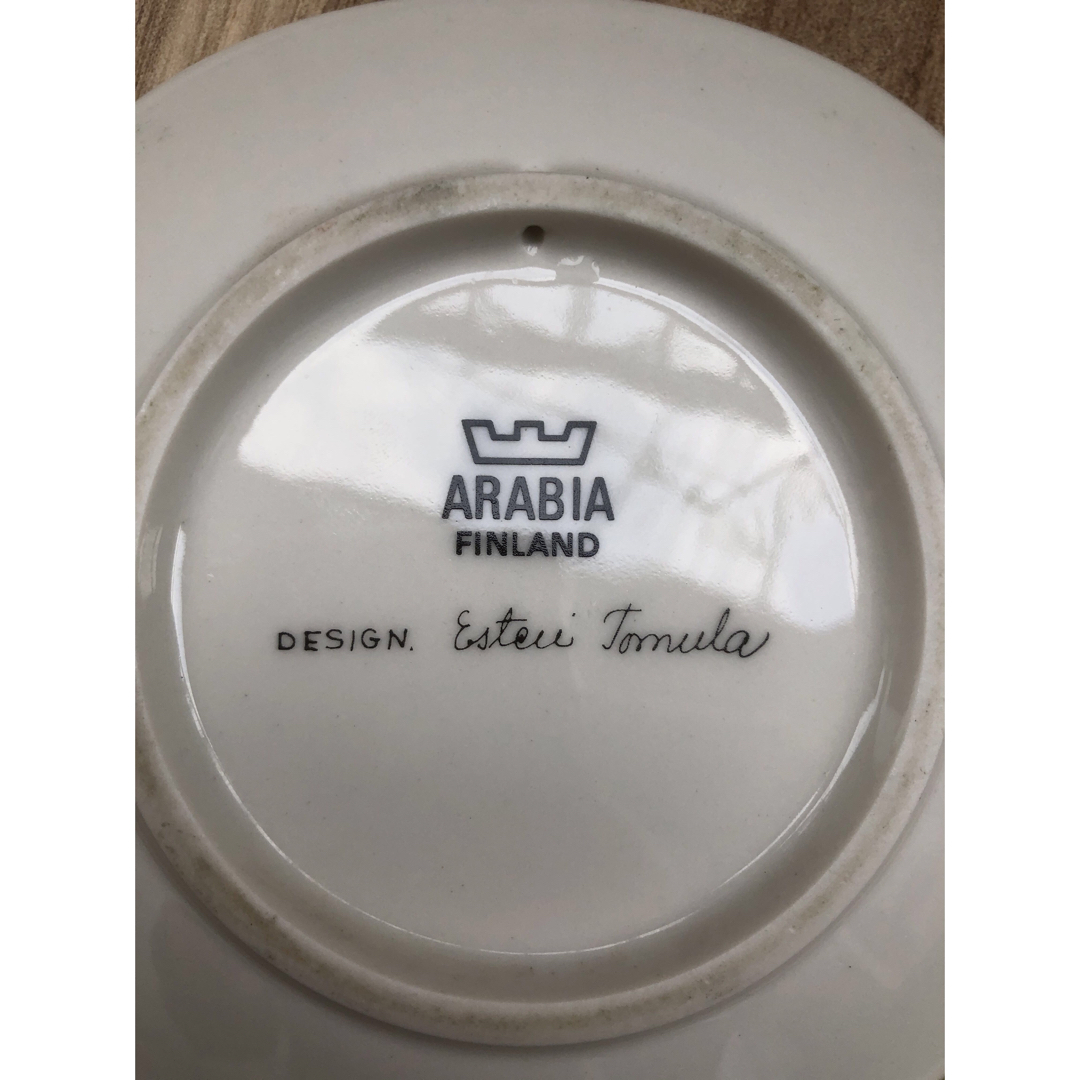 ARABIA
FINLAND
DESIGN. Esteri Tomula